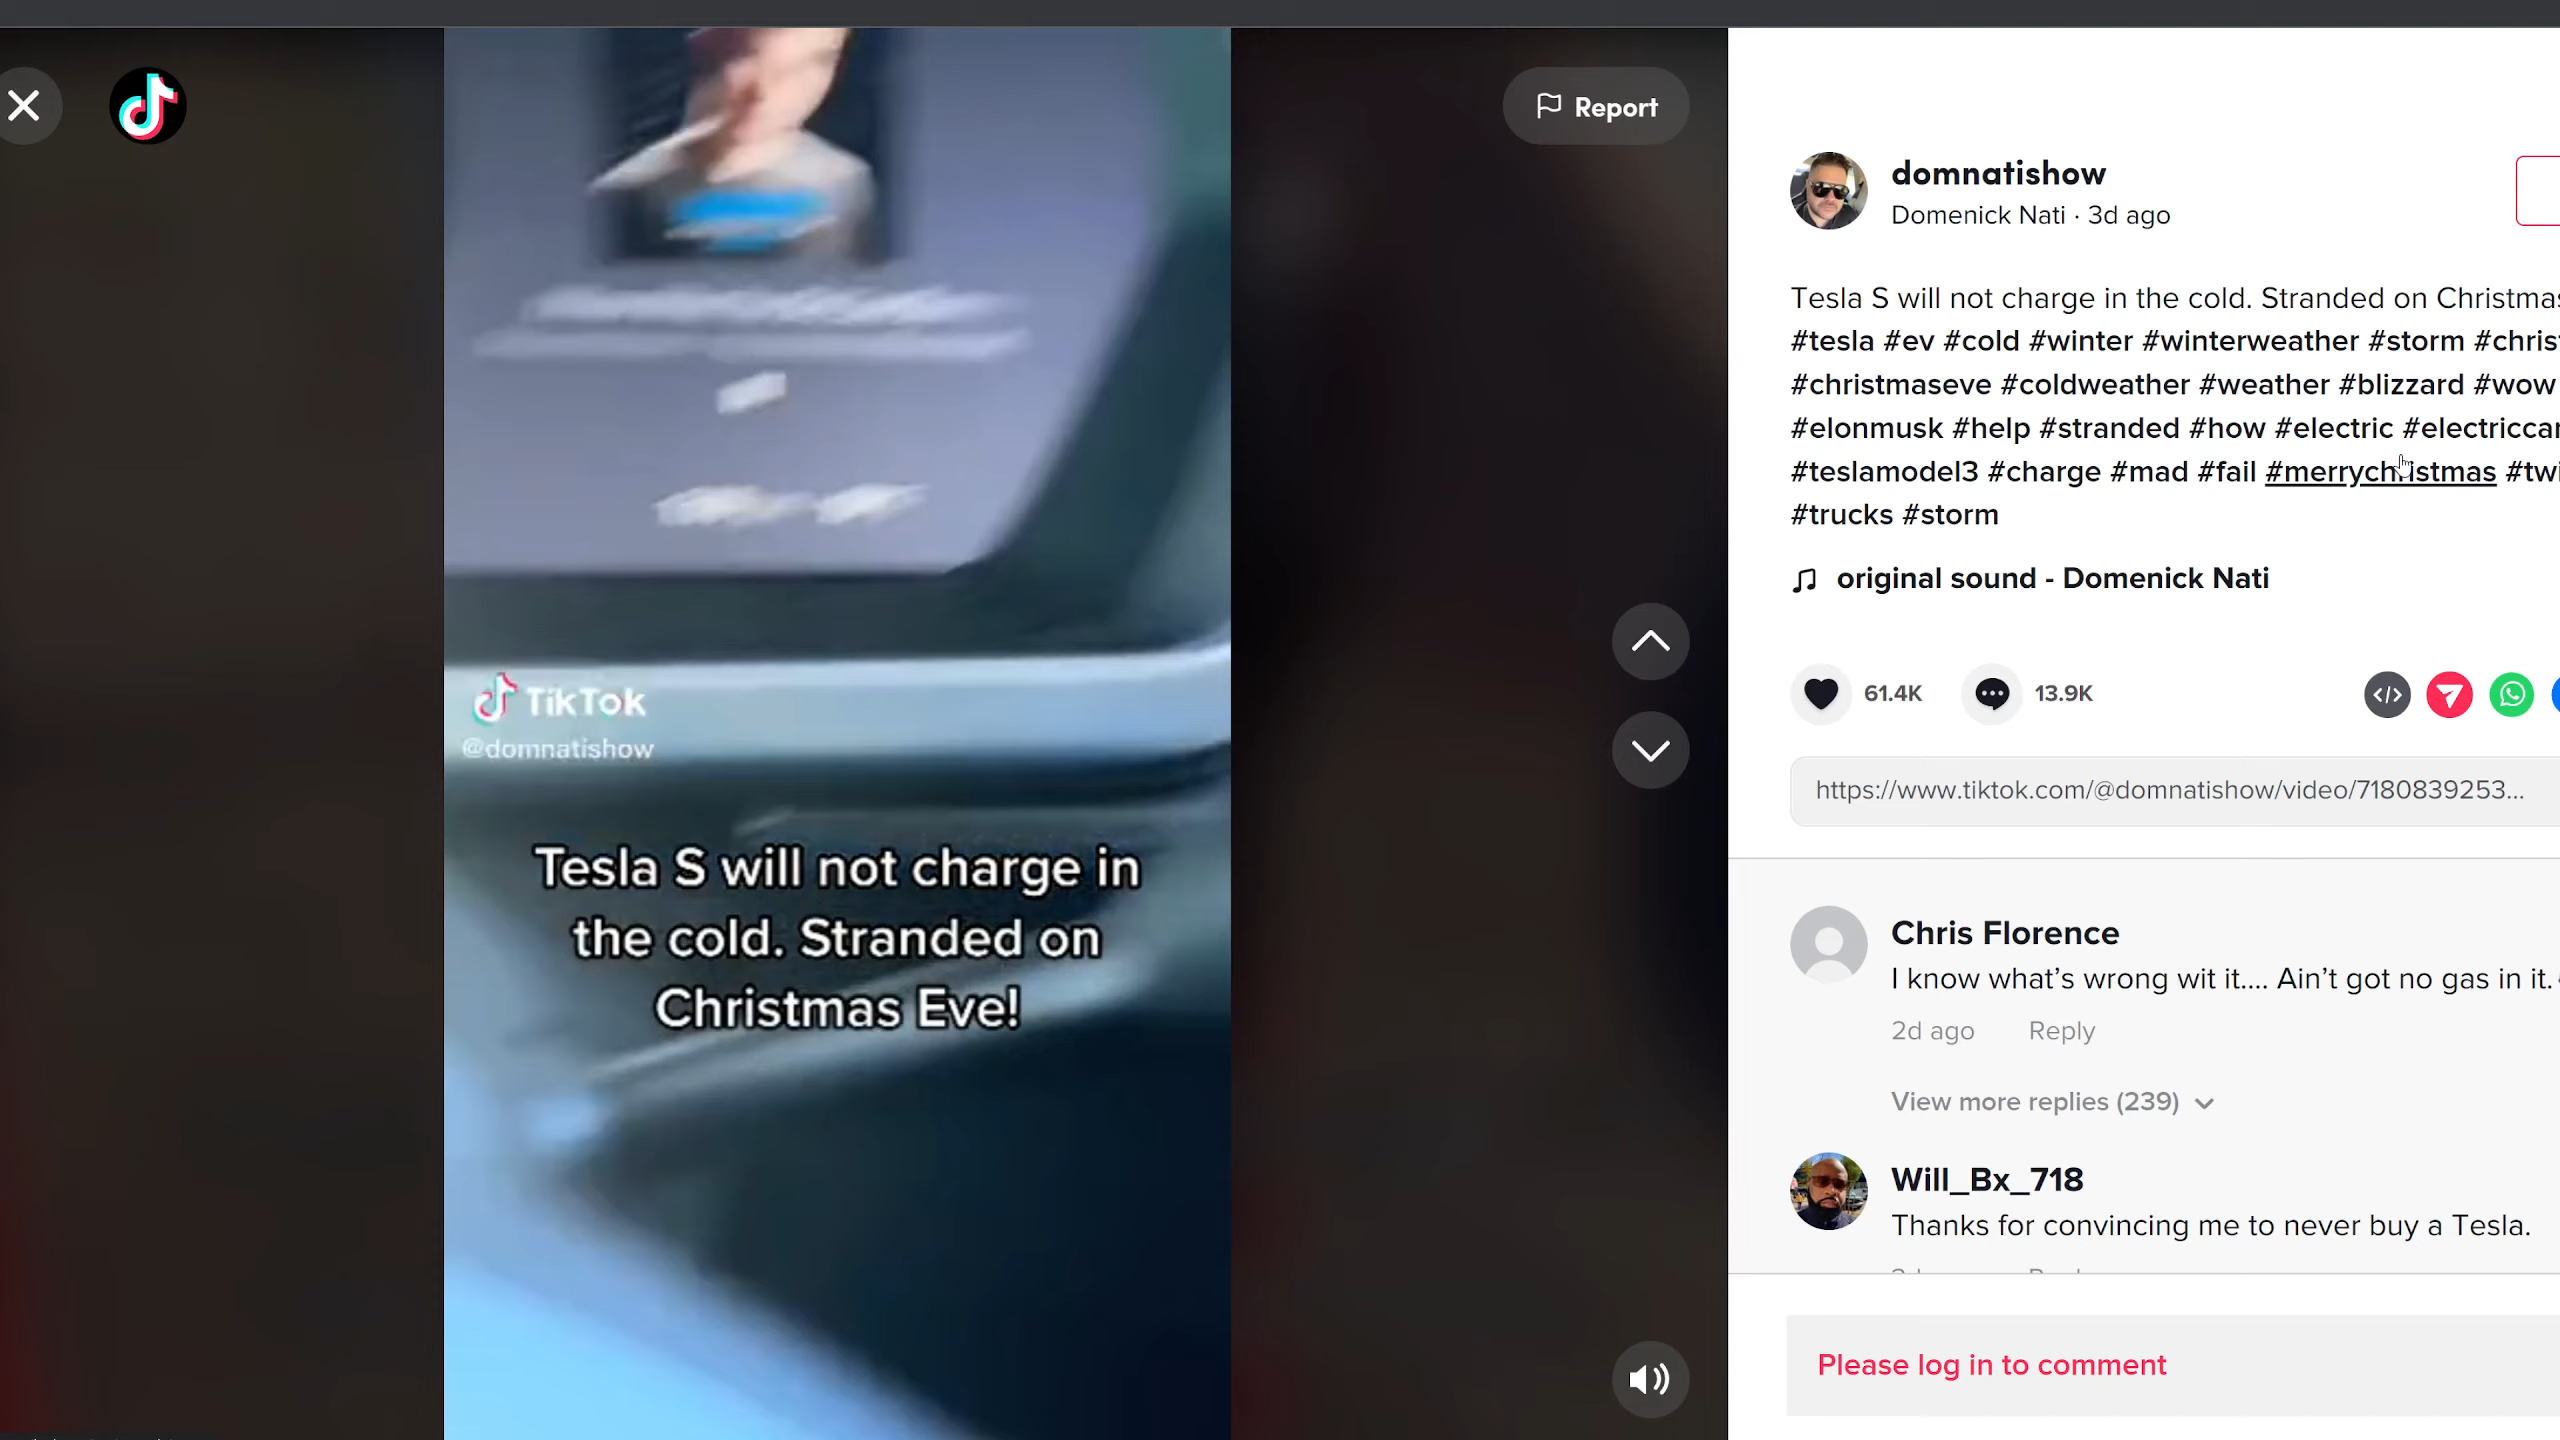 Report
TikTok
@domnatishow
Tesla S will not charge in
the cold. Stranded on
Christmas Eve!
domnatishow
Domenick Nati · 3d ago
Tesla S will not charge in the cold. Stranded on Christmas
#tesla #ev #cold #winter #winterweather #storm #christ
#christmaseve #coldweather #weather #blizzard #wow
#elonmusk #help #stranded #how #electric #electriccar
#teslamodel3 #charge #mad #fail #merrychristmas #twi
#trucks #storm
original sound - Domenick Nati
61.4K
13.9K
https://www.tiktok.com/@domnatishow/video/7180839253...
Chris Florence
I know what's wrong wit it.... Ain't got no gas in it.
2d ago Reply
View more replies (239)
Will_Bx_718
Thanks for convincing me to never buy a Tesla.
Please log in to comment